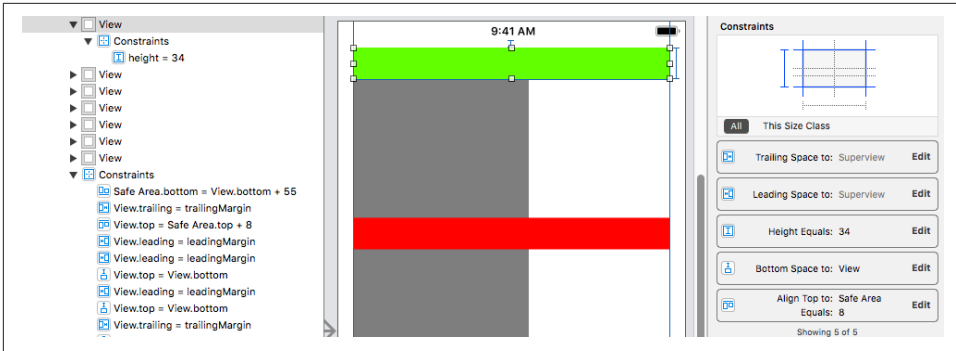 View
Constraints
height = 34
View
View
View
View
View
View
Constraints
Safe Area.bottom = View.bottom + 55
View.trailing = trailingMargin
View.top = Safe Area.top + 8
View.leading = leadingMargin
View.leading = leadingMargin
View.top = View.bottom
View.leading = leadingMargin
View.top = View.bottom
View.trailing = trailingMargin
9:41 AM
Constraints
All This Size Class
Trailing Space to: Superview Edit
Leading Space to: Superview Edit
Height Equals: 34 Edit
Bottom Space to: View Edit
Align Top to: Safe Area Edit
Equals: 8
Showing 5 of 5